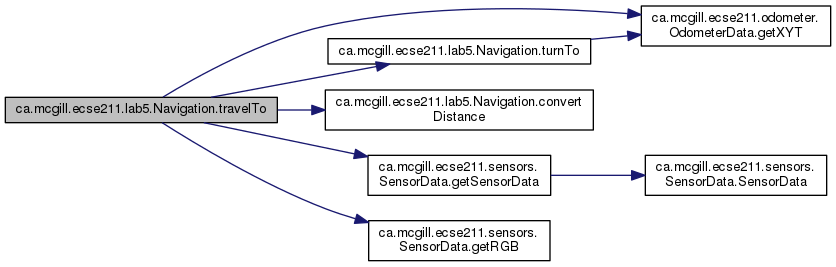 ca.mcgill.ecse211.lab5.Navigation.travelTo
ca.mcgill.ecse211.odometer.
OdometerData.getXYT
ca.mcgill.ecse211.lab5.Navigation.turnTo
ca.mcgill.ecse211.lab5.Navigation.convert
Distance
ca.mcgill.ecse211.sensors.
SensorData.getSensorData
ca.mcgill.ecse211.sensors.
SensorData.SensorData
ca.mcgill.ecse211.sensors.
SensorData.getRGB